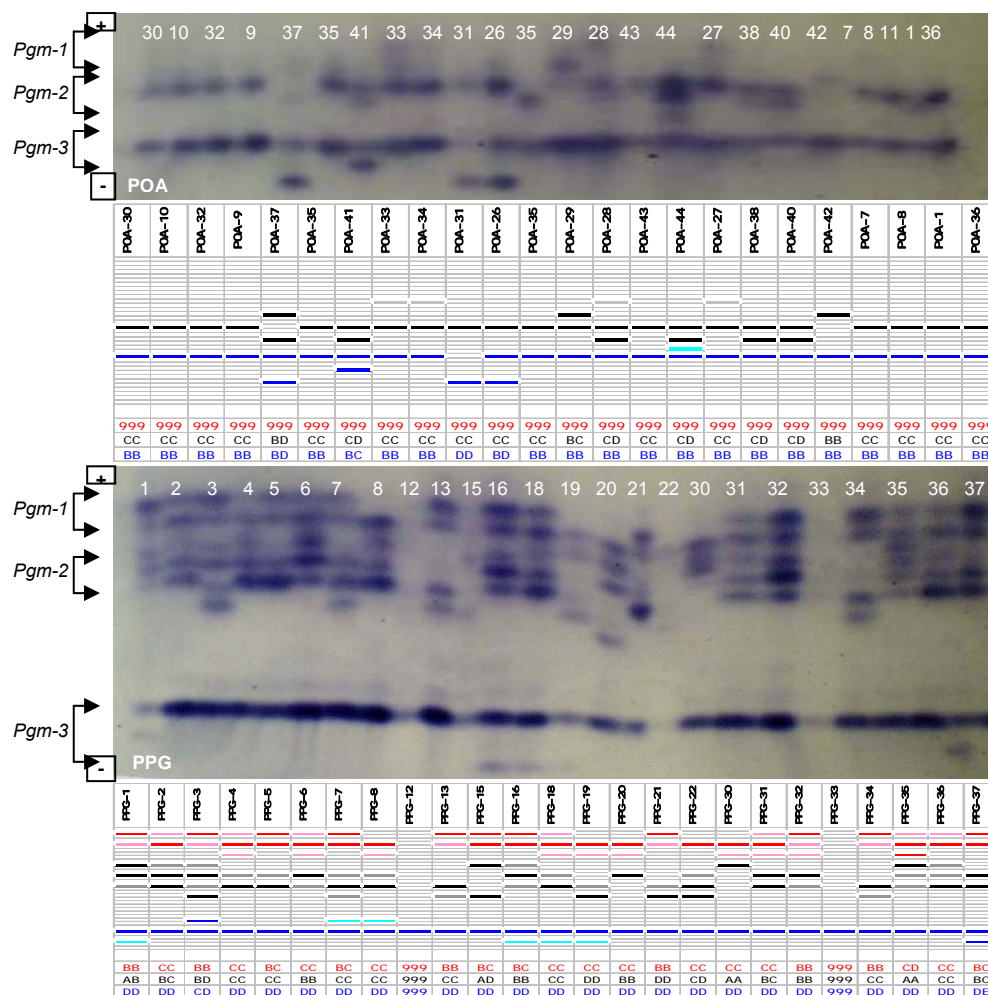 +
Pgm-1
Pgm-2
Pgm-3
-
30 10 32 9 37 35 41 33 34 31 26 35 29 28 43 44 27 38 40 42 7 8 11 1 36
POA
POA-30 POA-10 POA-32 POA-9 POA-37 POA-35 POA-41 POA-33 POA-34 POA-31 POA-26 POA-35 POA-29 POA-28 POA-43 POA-44 POA-27 POA-38 POA-40 POA-42 POA-7 POA-8 POA-1 POA-36
999 999 999 999 999 999 999 999 999 999 999 999 999 999 999 999 999 999 999 999 999 999 999 999
CC CC CC CC BD CC CD CC CC CC CC CC BC CD CC CD CC CD CD BB CC CC CC CC
BB BB BB BB BD BB BC BB BB DD BD BB BB BB BB BB BB BB BB BB BB BB BB BB
+
Pgm-1
Pgm-2
Pgm-3
-
1 2 3 4 5 6 7 8 12 13 15 16 18 19 20 21 22 30 31 32 33 34 35 36 37
PPG
PPG-1 PPG-2 PPG-3 PPG-4 PPG-5 PPG-6 PPG-7 PPG-8 PPG-12 PPG-13 PPG-15 PPG-16 PPG-18 PPG-19 PPG-20 PPG-21 PPG-22 PPG-30 PPG-31 PPG-32 PPG-33 PPG-34 PPG-35 PPG-36 PPG-37
BB CC BB CC BC CC BC CC 999 BB BC BC CC CC CC BB CC CC CC BB 999 BB CD CC BC
AB BC BD CC CC BB CC CC 999 CC AD BB CC DD BB DD CD AA BC BB 999 CC AA CC BC
DD DD CD DD DD DD DD DD 999 DD DD DD DD DD DD DD DD DD DD DD 999 DD DD DD DE